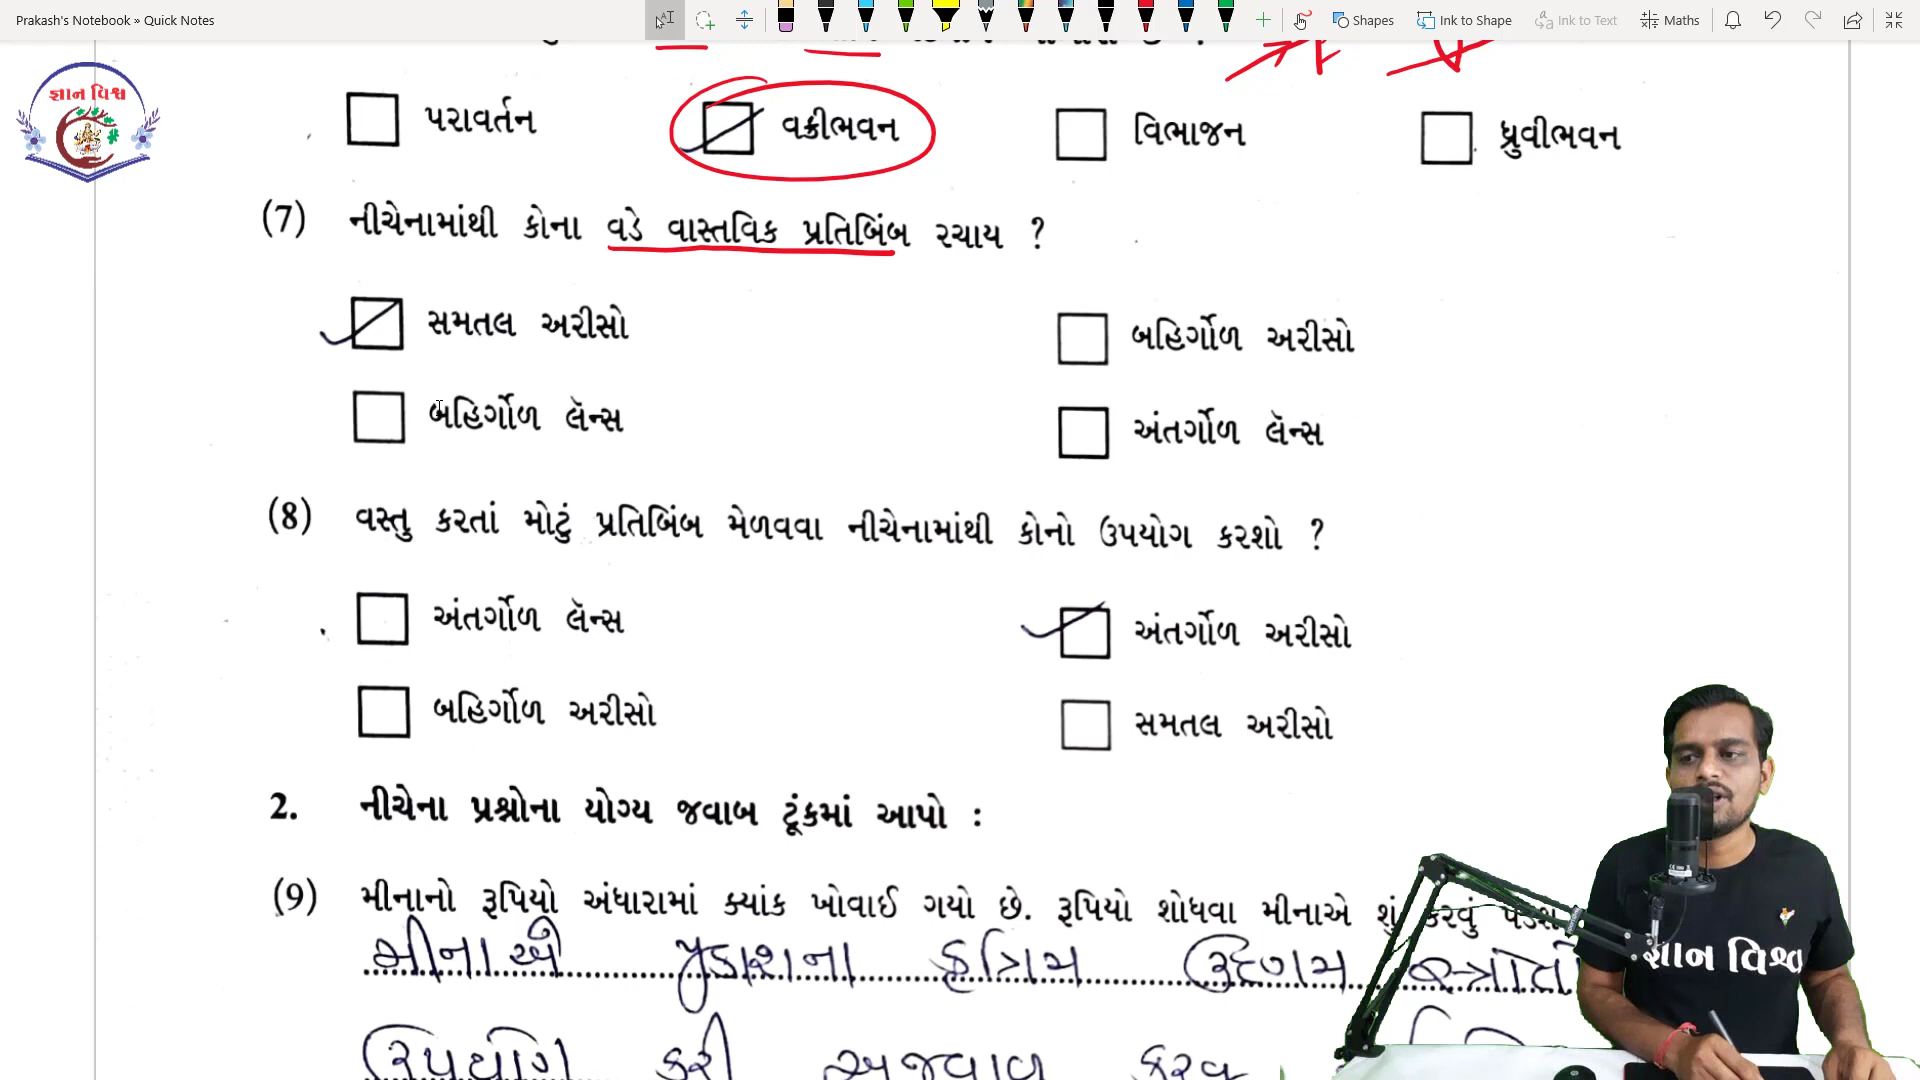 Prakash's Notebook » Quick Notes
Shapes Ink to Shape Ink to Text Maths
જ્ઞાન વિશ્વ
પરાવર્તન વક્રીભવન વિભાજન ધ્રુવીભવન
(7) નીચેનામાંથી કોના વડે વાસ્તવિક પ્રતિબિંબ રચાય ?
સમતલ અરીસો બહિર્ગોળ અરીસો
બહિર્ગોળ લૅન્સ અંતર્ગોળ લૅન્સ
(8) વસ્તુ કરતાં મોટું પ્રતિબિંબ મેળવવા નીચેનામાંથી કોનો ઉપયોગ કરશો ?
અંતર્ગોળ લૅન્સ અંતર્ગોળ અરીસો
બહિર્ગોળ અરીસો સમતલ અરીસો
2. નીચેના પ્રશ્નોના યોગ્ય જવાબ ટૂંકમાં આપો :
(9) મીનાનો રૂપિયો અંધારામાં ક્યાંક ખોવાઈ ગયો છે. રૂપિયો શોધવા મીનાએ શું કરવું
મીનાએ પ્રકાશના કૃત્રિમ ઉદ્દગમ
ઉપયોગ કરી અજવાળ
જ્ઞાન વિશ્વ